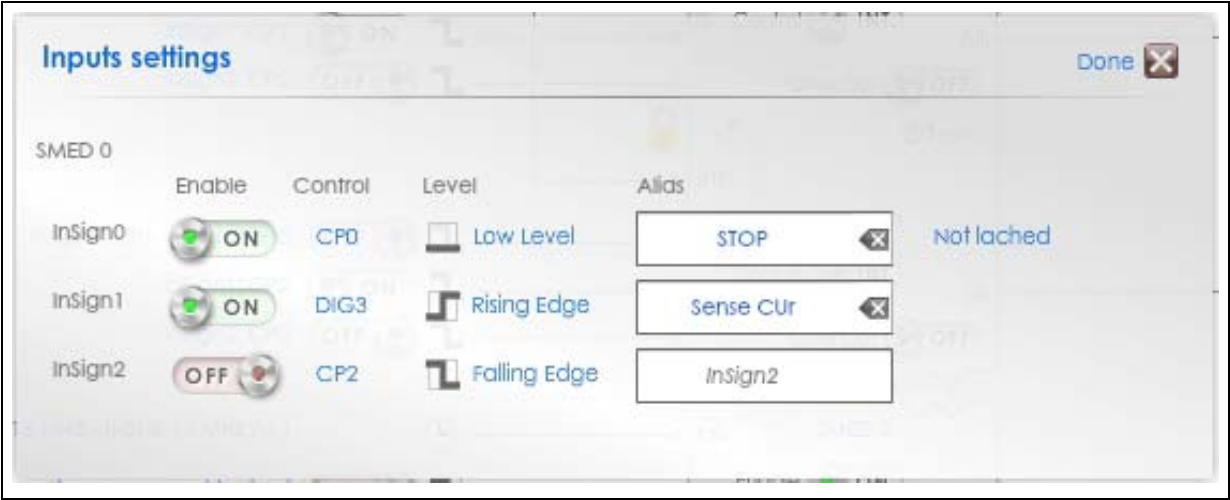 Inputs settings
Done
SMED 0
Enable Control Level Alias
InSign0 ON CP0 Low Level STOP Not lached
InSign1 ON DIG3 Rising Edge Sense CUr
InSign2 OFF CP2 Falling Edge InSign2